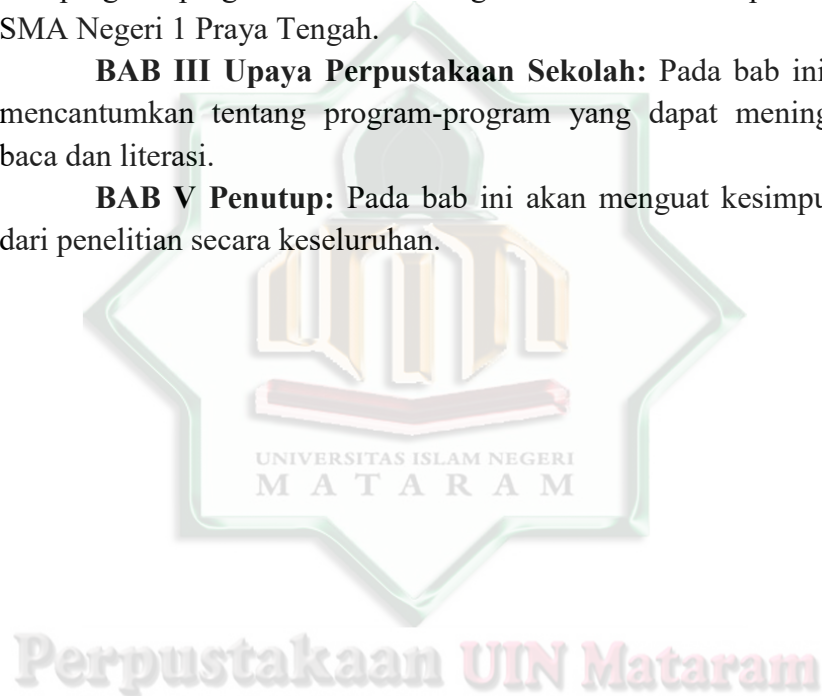 SMA Negeri 1 Praya Tengah.
BAB III Upaya Perpustakaan Sekolah: Pada bab ini
mencantumkan tentang program-program yang dapat mening
baca dan literasi.
BAB V Penutup: Pada bab ini akan menguat kesimpu
dari penelitian secara keseluruhan.
UNIVERSITAS ISLAM NEGERI
MATARAM
Perpustakaan UIN Mataram